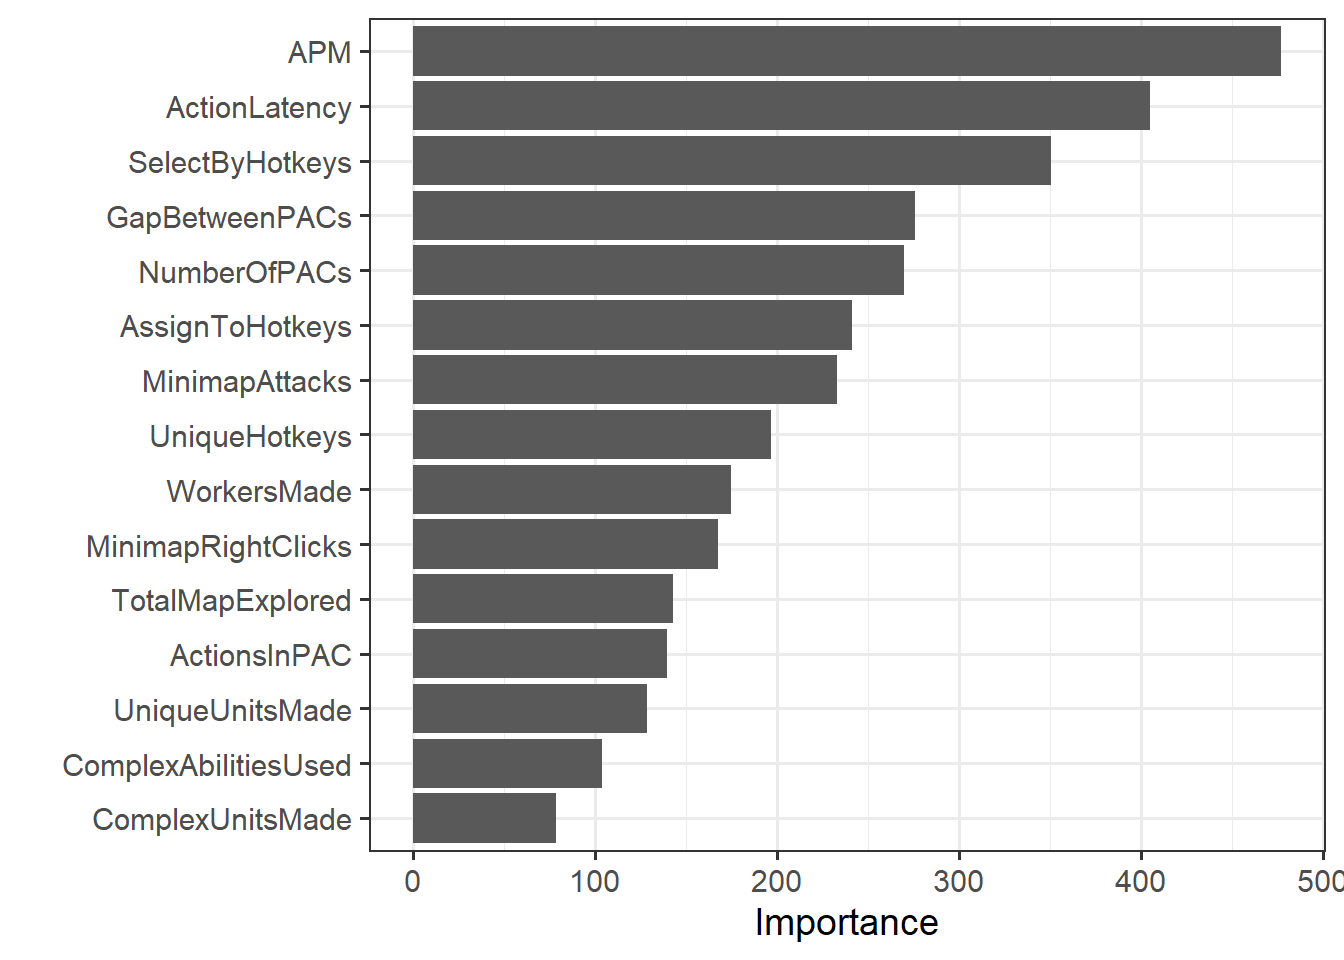 APM
ActionLatency
SelectByHotkeys
GapBetweenPACs
NumberOfPACs
AssignToHotkeys
MinimapAttacks
UniqueHotkeys
WorkersMade
MinimapRightClicks
TotalMapExplored
ActionsInPAC
UniqueUnitsMade
ComplexAbilitiesUsed
ComplexUnitsMade
0 100 200 300 400 500
Importance